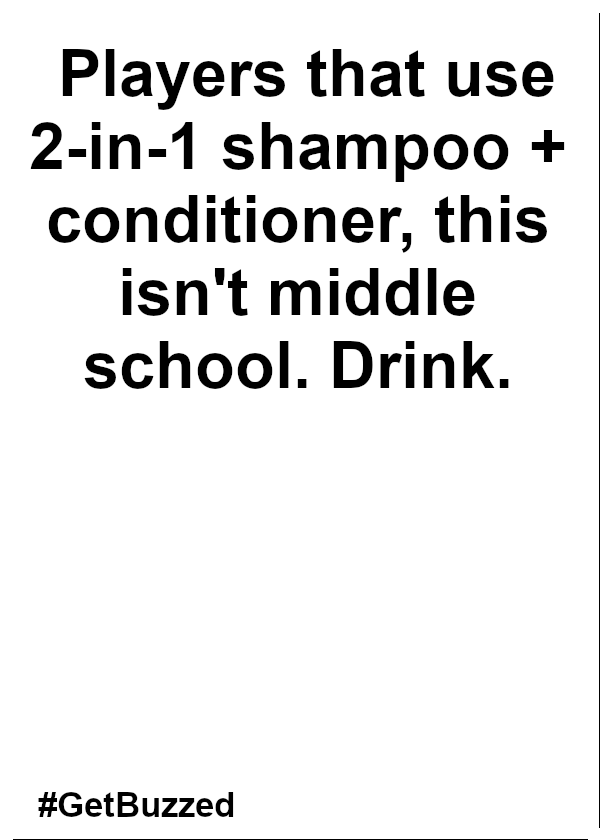 Players that use
2-in-1 shampoo +
conditioner, this
isn't middle
school. Drink.
#GetBuzzed